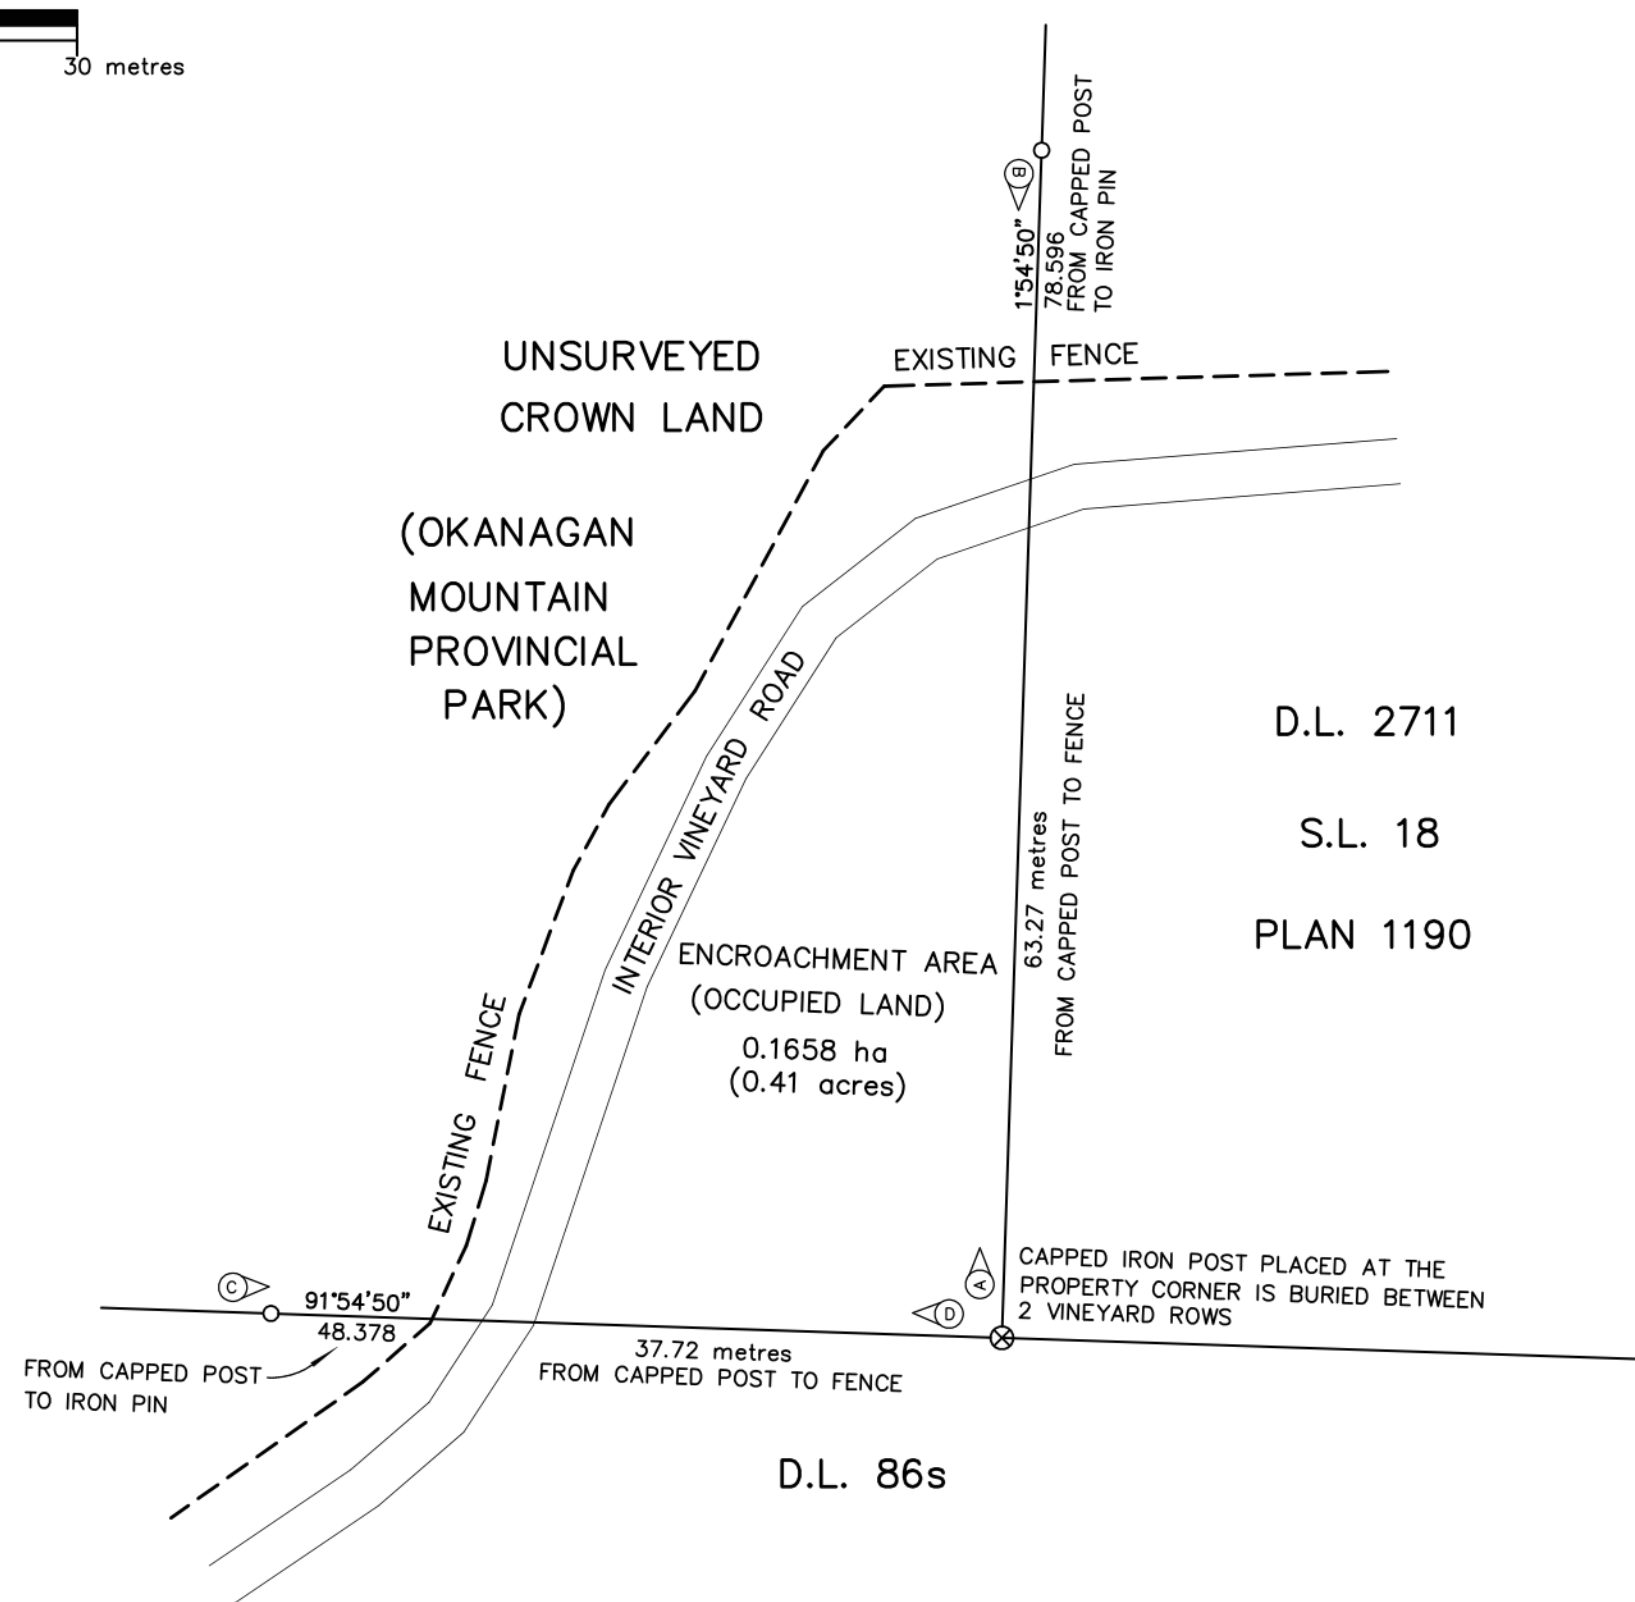 30 metres
FROM CAPPED POST
TO IRON PIN
B
1°54'50"
78.596
EXISTING FENCE
UNSURVEYED
CROWN LAND
(OKANAGAN
MOUNTAIN
PROVINCIAL
PARK)
INTERIOR VINEYARD ROAD
D.L. 2711
S.L. 18
PLAN 1190
63.27 metres
FROM CAPPED POST TO FENCE
ENCROACHMENT AREA
(OCCUPIED LAND)
0.1658 ha
(0.41 acres)
EXISTING FENCE
C
91°54'50"
48.378
FROM CAPPED POST
TO IRON PIN
A
D
CAPPED IRON POST PLACED AT THE
PROPERTY CORNER IS BURIED BETWEEN
2 VINEYARD ROWS
37.72 metres
FROM CAPPED POST TO FENCE
D.L. 86s